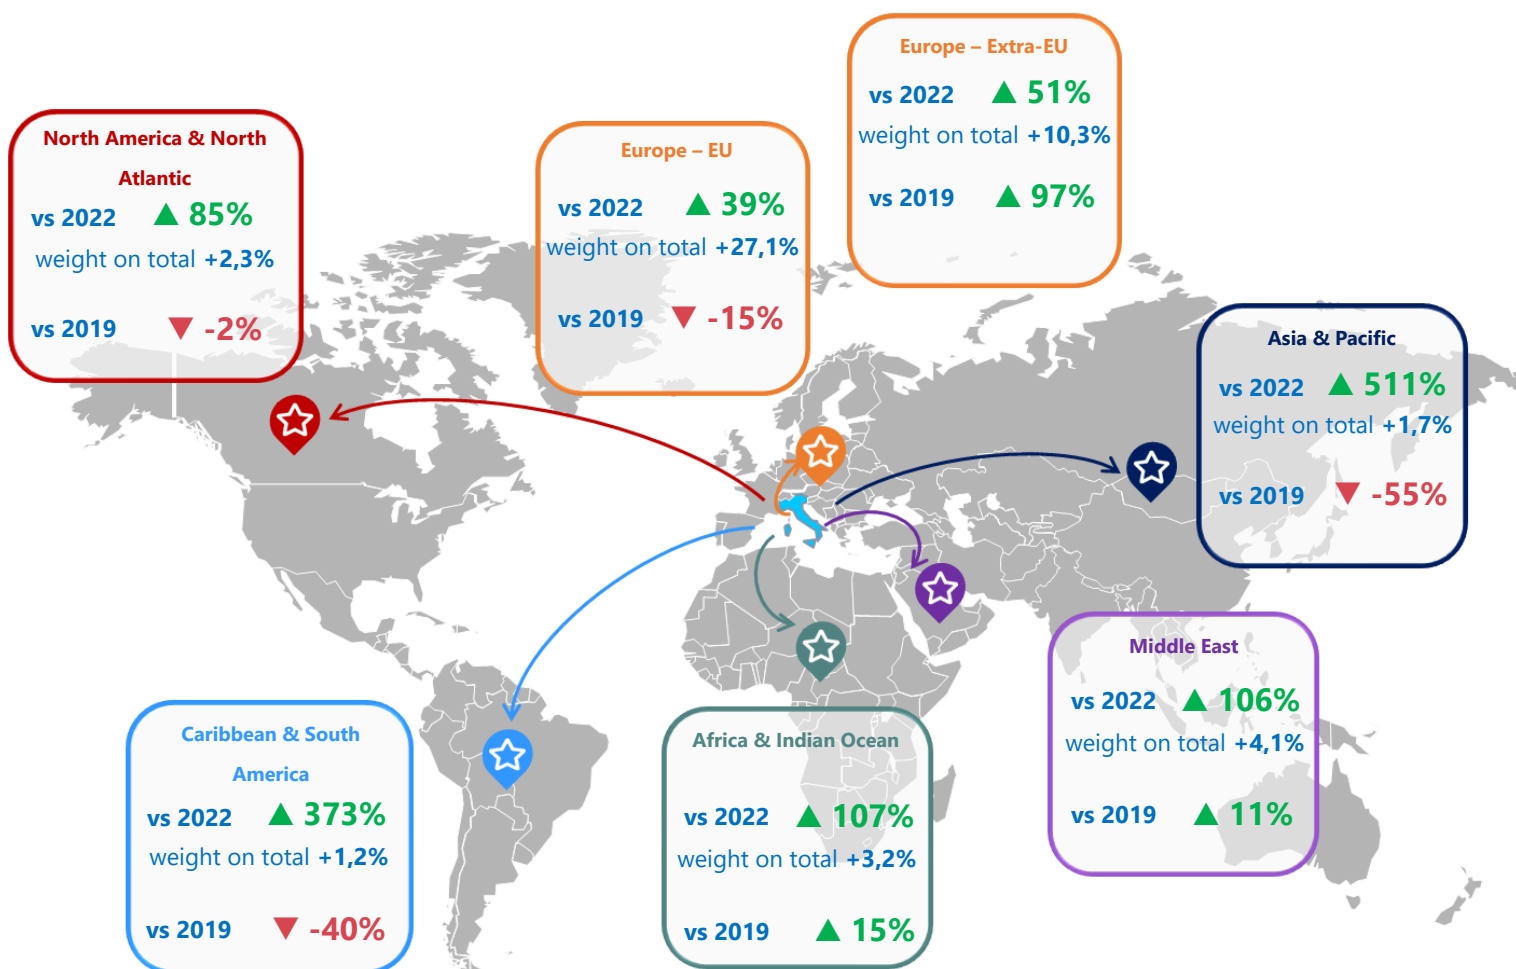 Europe – Extra-EU
vs 2022 ▲ 51%
weight on total +10,3%
vs 2019 ▲ 97%
North America & North
Atlantic
vs 2022 ▲ 85%
weight on total +2,3%
vs 2019 ▼ -2%
Europe – EU
vs 2022 ▲ 39%
weight on total +27,1%
vs 2019 ▼ -15%
Asia & Pacific
vs 2022 ▲ 511%
weight on total +1,7%
vs 2019 ▼ -55%
Middle East
vs 2022 ▲ 106%
weight on total +4,1%
vs 2019 ▲ 11%
Caribbean & South
America
vs 2022 ▲ 373%
weight on total +1,2%
vs 2019 ▼ -40%
Africa & Indian Ocean
vs 2022 ▲ 107%
weight on total +3,2%
vs 2019 ▲ 15%